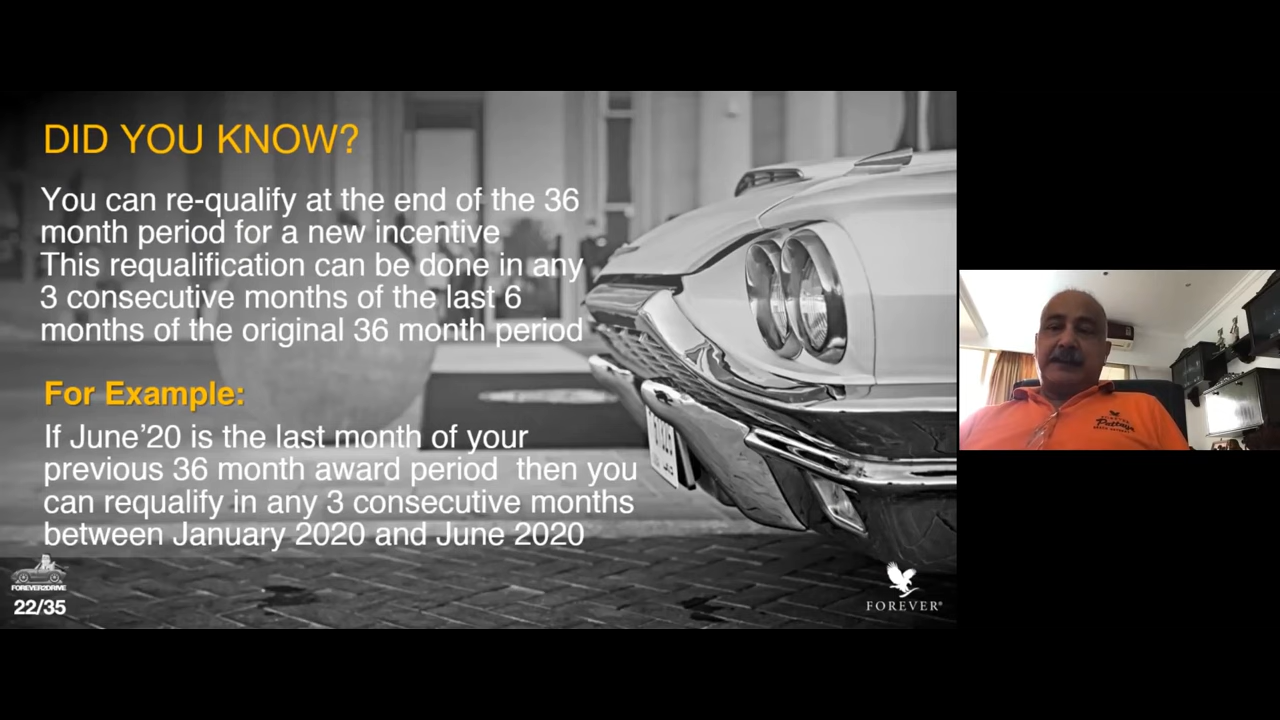 DID YOU KNOW?
You can re-qualify at the end of the 36
month period for a new incentive
This requalification can be done in any
3 consecutive months of the last 6
months of the original 36 month period
For Example:
If June’20 is the last month of your
previous 36 month award period then you
can requalify in any 3 consecutive months
between January 2020 and June 2020
FOREVER2DRIVE
22/35
FOREVER®
Pattaya